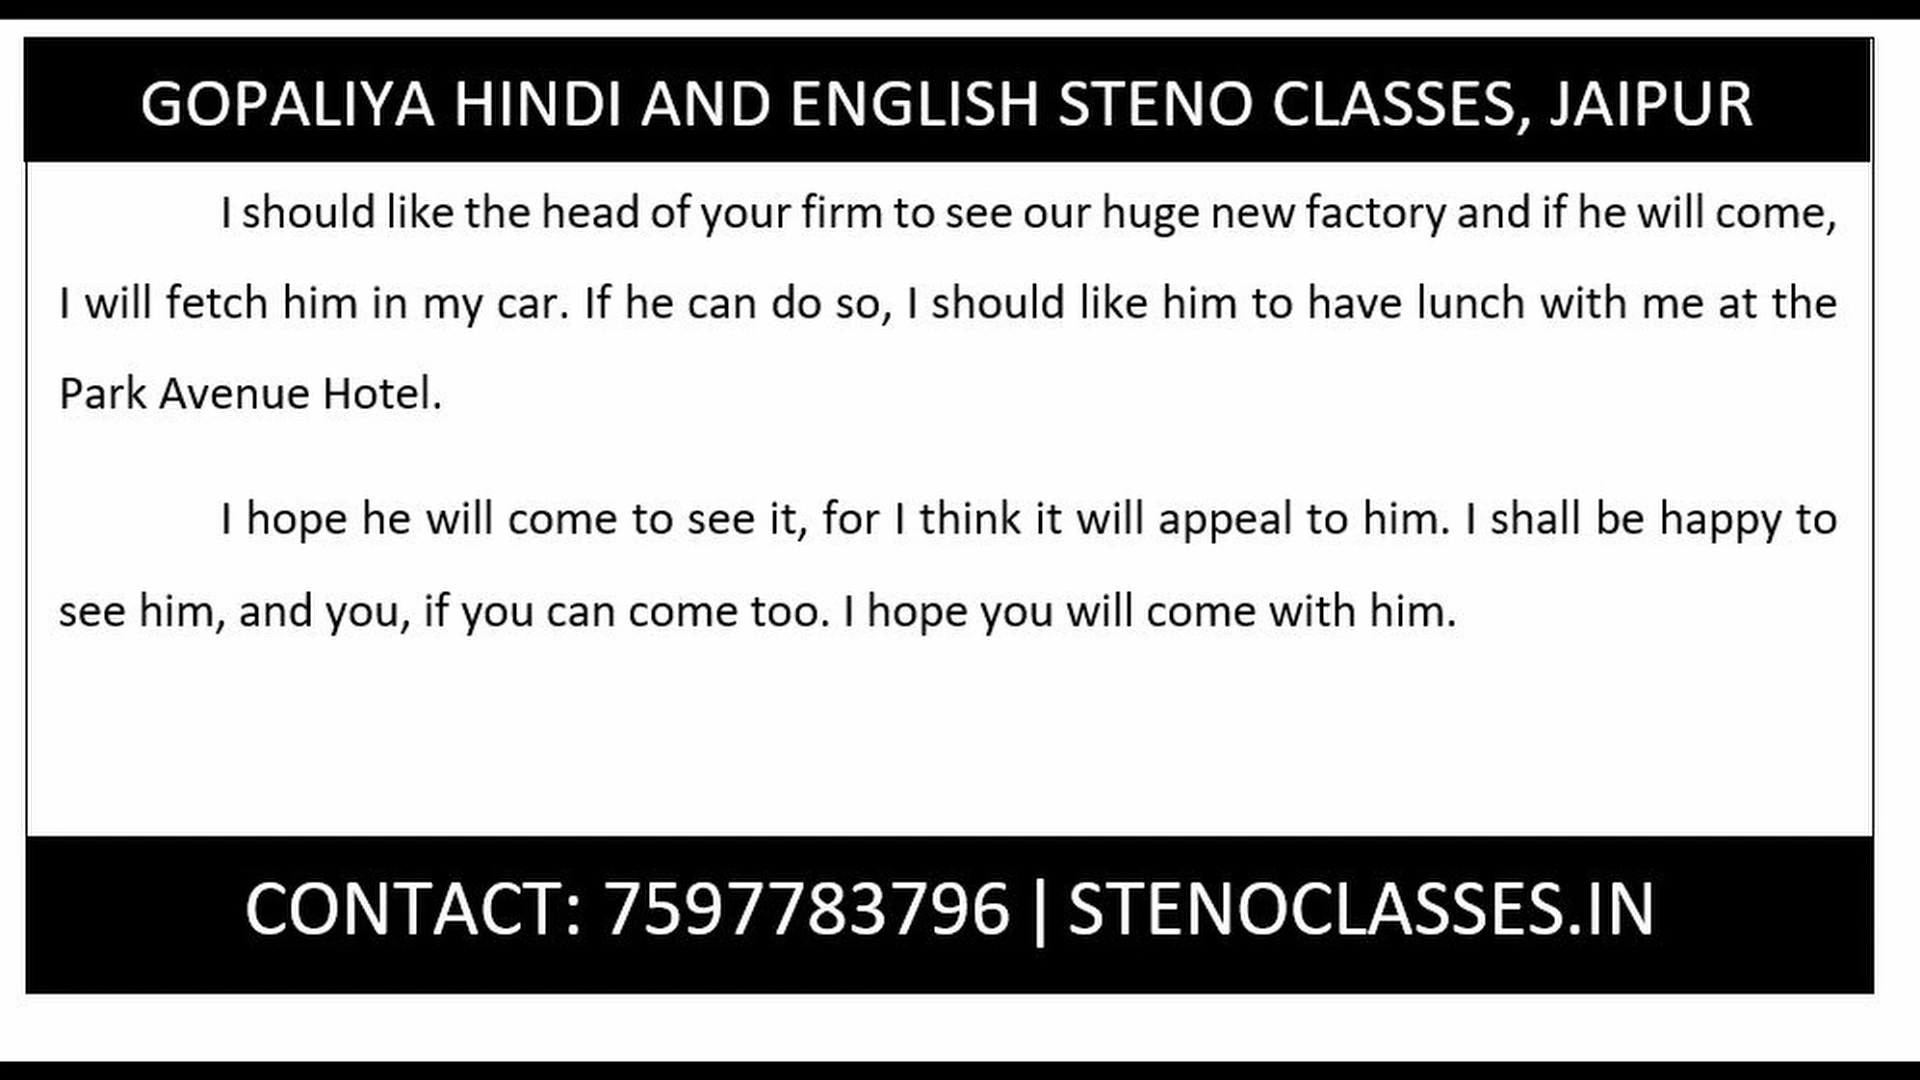 GOPALIYA HINDI AND ENGLISH STENO CLASSES, JAIPUR
I should like the head of your firm to see our huge new factory and if he will come,
I will fetch him in my car. If he can do so, I should like him to have lunch with me at the
Park Avenue Hotel.
I hope he will come to see it, for I think it will appeal to him. I shall be happy to
see him, and you, if you can come too. I hope you will come with him.
CONTACT: 7597783796 | STENOCLASSES.IN